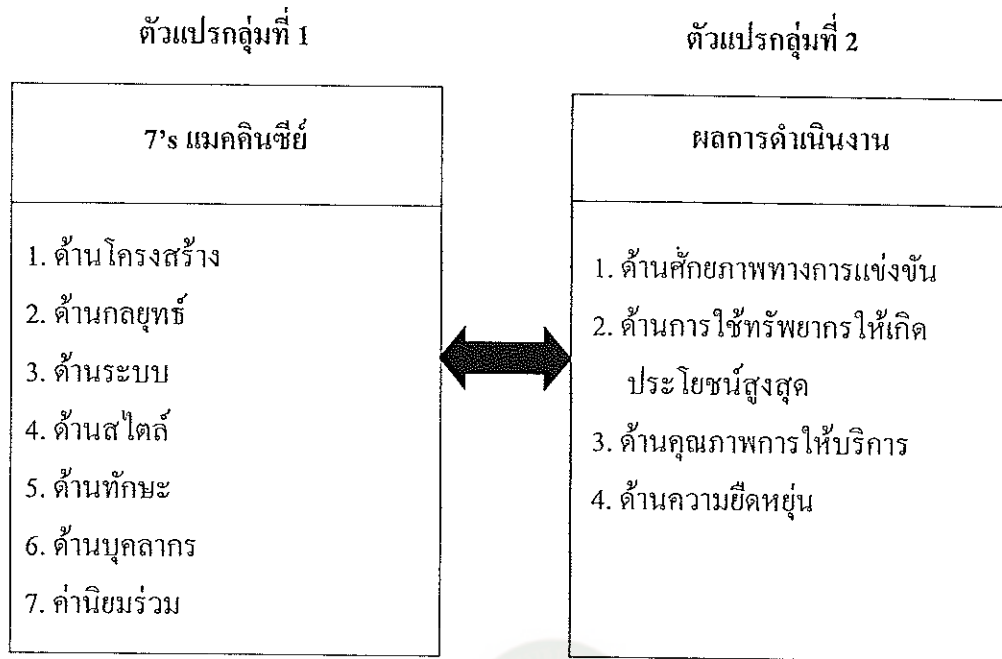 ตัวแปรกลุ่มที่ 1
7's แมคคินซีย์
1. ด้านโครงสร้าง
2. ด้านกลยุทธ์
3. ด้านระบบ
4. ด้านสไตล์
5. ด้านทักษะ
6. ด้านบุคลากร
7. ค่านิยมร่วม
ตัวแปรกลุ่มที่ 2
ผลการดำเนินงาน
1. ด้านศักยภาพทางการแข่งขัน
2. ด้านการใช้ทรัพยากรให้เกิด
ประโยชน์สูงสุด
3. ด้านคุณภาพการให้บริการ
4. ด้านความยืดหยุ่น